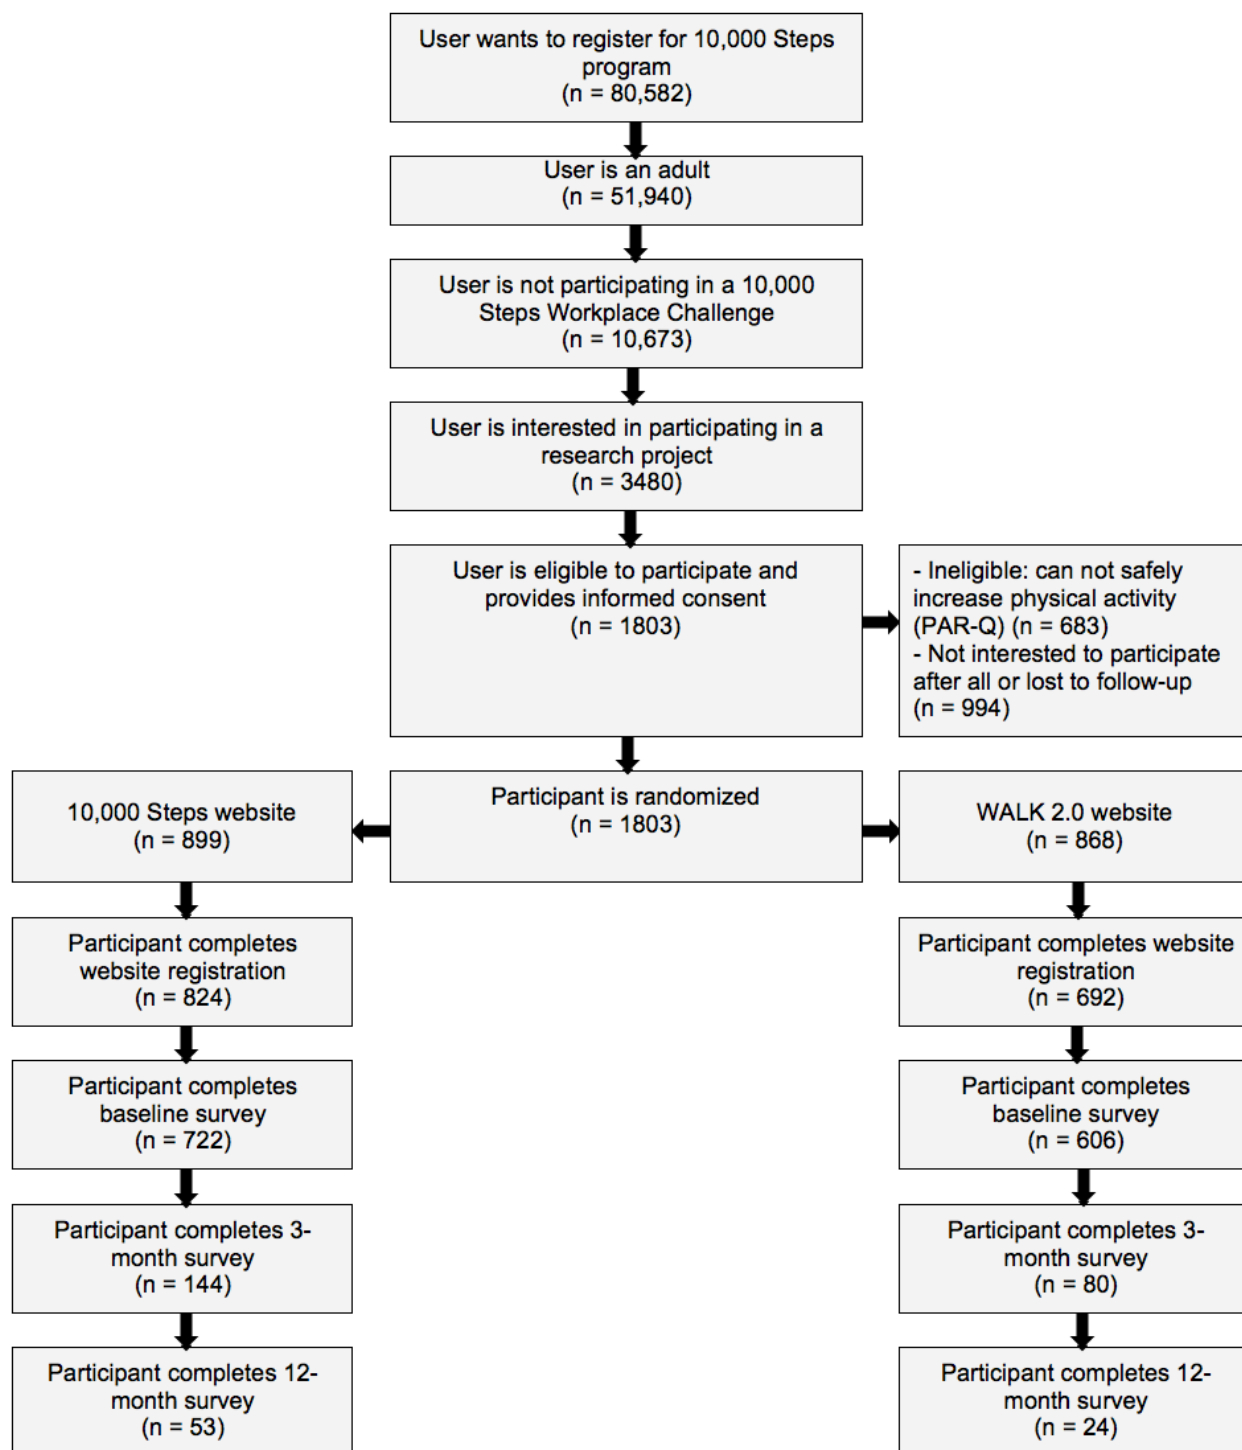 User wants to register for 10,000 Steps
program
(n = 80,582)
User is an adult
(n = 51,940)
User is not participating in a 10,000
Steps Workplace Challenge
(n = 10,673)
User is interested in participating in a
research project
(n = 3480)
User is eligible to participate and
provides informed consent
(n = 1803)
- Ineligible: can not safely
increase physical activity
(PAR-Q) (n = 683)
- Not interested to participate
after all or lost to follow-up
(n = 994)
Participant is randomized
(n = 1803)
10,000 Steps website
(n = 899)
WALK 2.0 website
(n = 868)
Participant completes
website registration
(n = 824)
Participant completes website
registration
(n = 692)
Participant completes
baseline survey
(n = 722)
Participant completes
baseline survey
(n = 606)
Participant completes 3-
month survey
(n = 144)
Participant completes 3-
month survey
(n = 80)
Participant completes 12-
month survey
(n = 53)
Participant completes 12-
month survey
(n = 24)